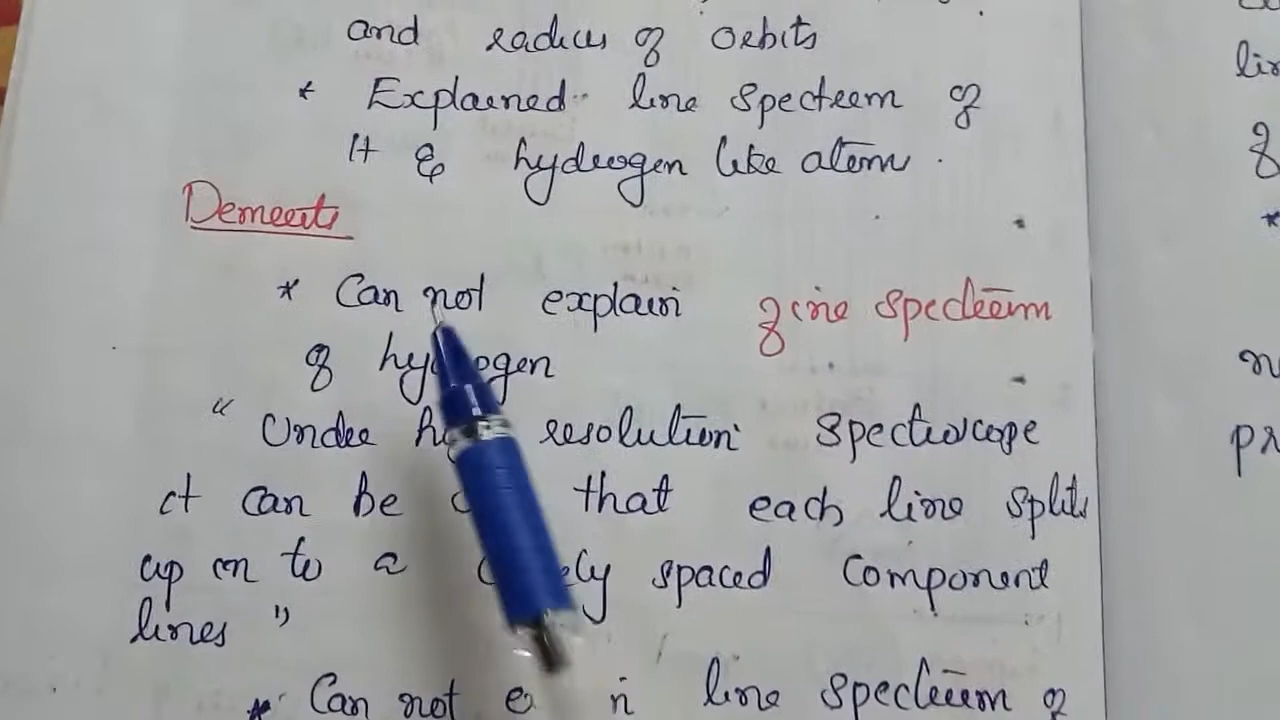 and radius of orbits
* Explained line spectrum of
H & hydrogen like atom.
Demerits
* Can not explain fine spectrum
of hydrogen
" Under resolution spectroscope
it can be that each line splits
up on to a spaced component
lines "
* Can not line spectrum of